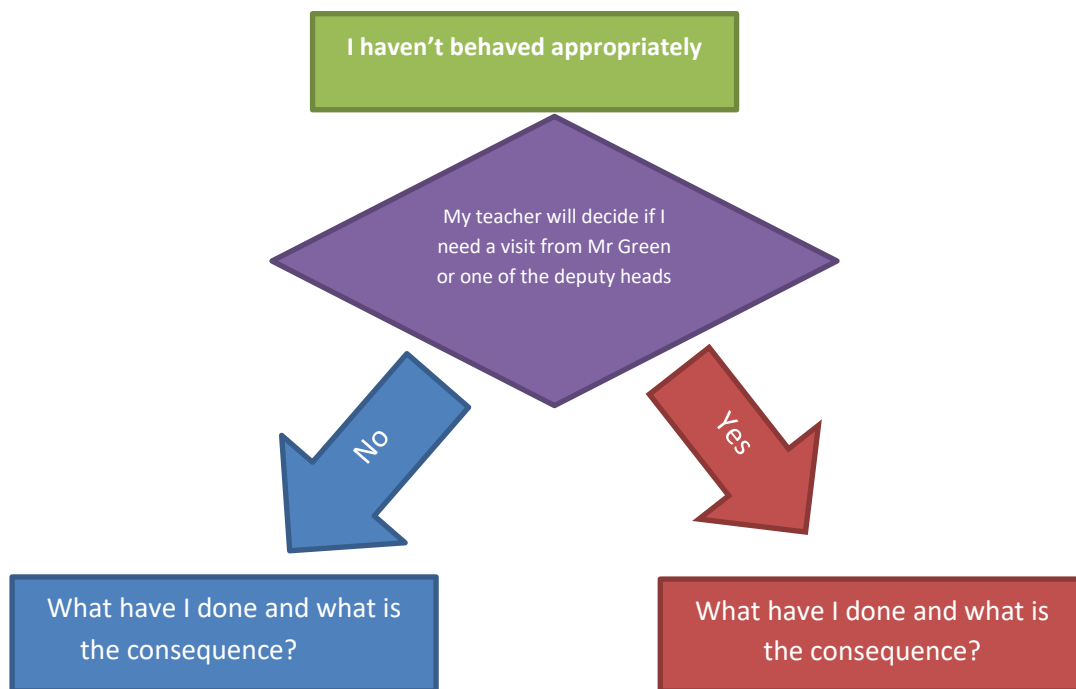 I haven’t behaved appropriately
My teacher will decide if I
need a visit from Mr Green
or one of the deputy heads
No
Yes
What have I done and what is
the consequence?
What have I done and what is
the consequence?